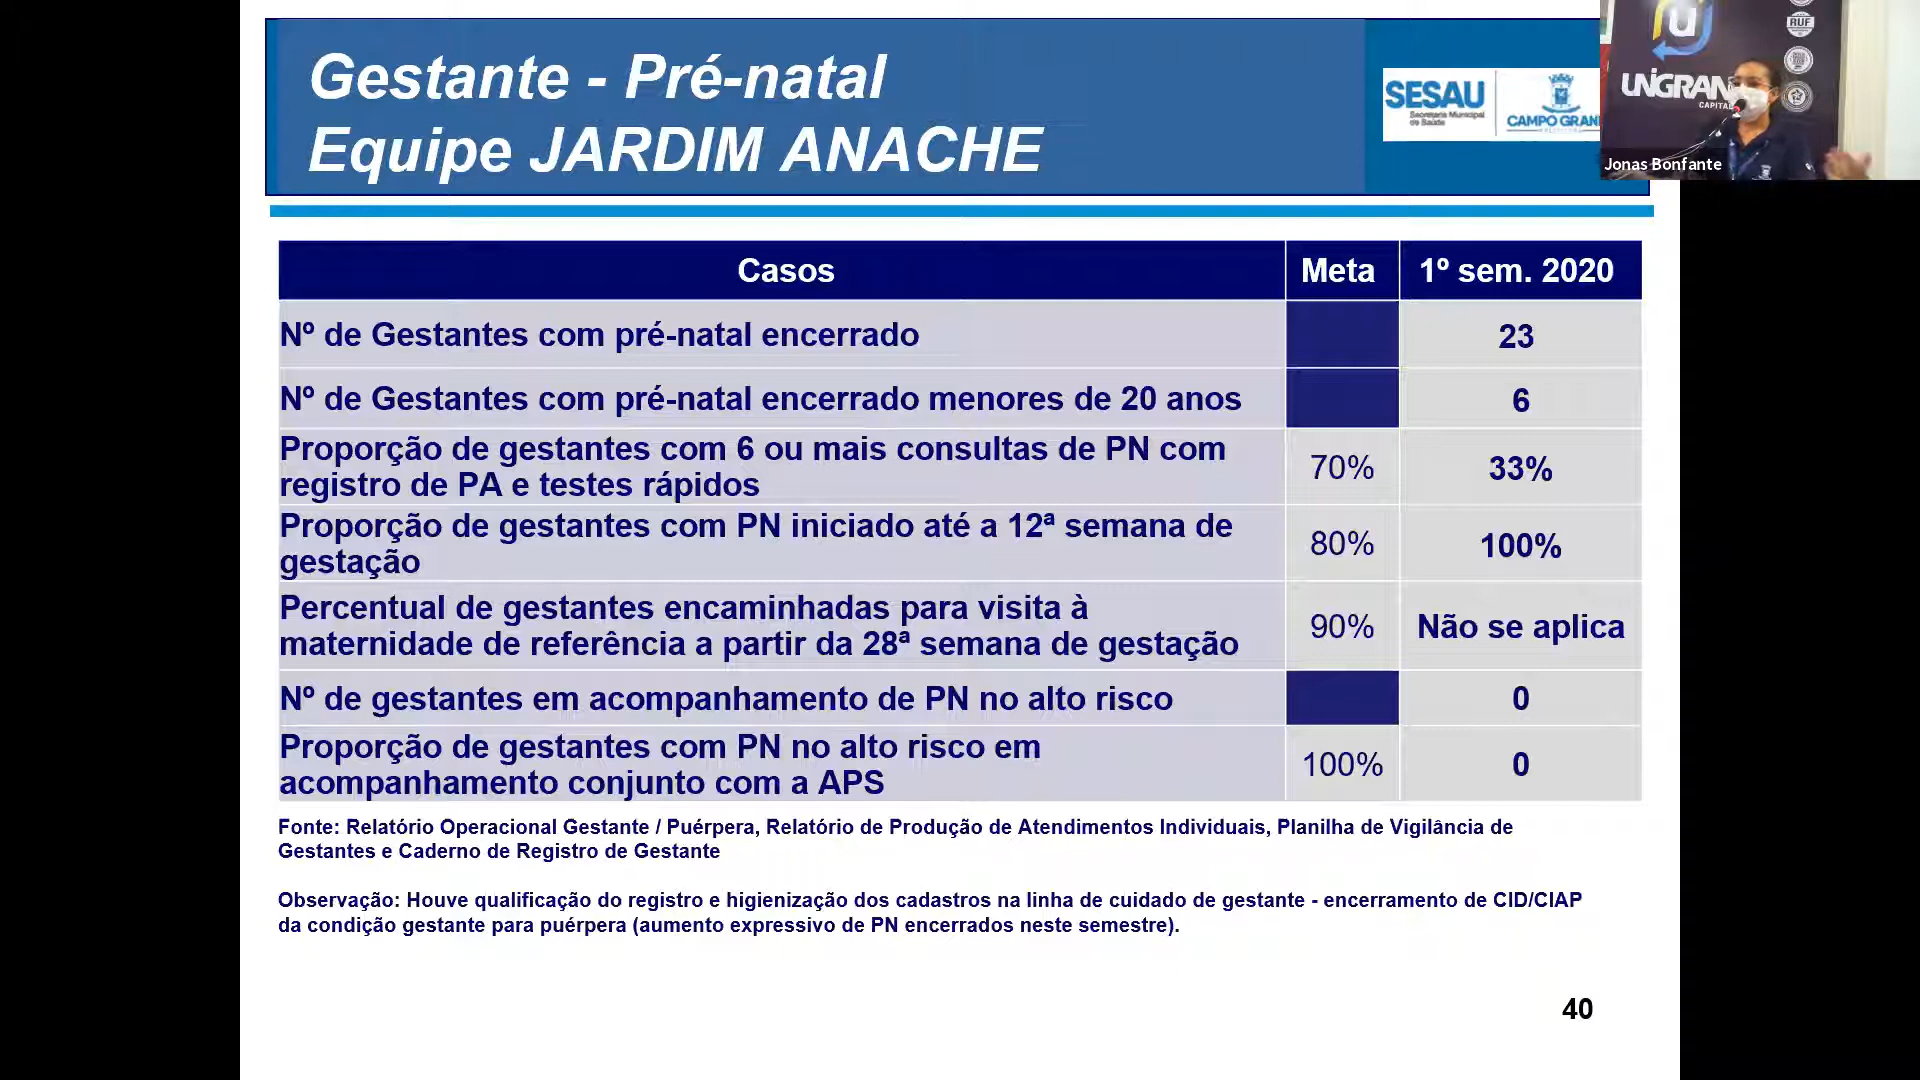 Gestante - Pré-natal
Equipe JARDIM ANACHE
SESAU
Secretaria Municipal
de Saúde
CAMPO GRAN
RUF
UNIGRAN
CAPITAL
Jonas Bonfante
Casos Meta 1º sem. 2020
Nº de Gestantes com pré-natal encerrado 23
Nº de Gestantes com pré-natal encerrado menores de 20 anos 6
Proporção de gestantes com 6 ou mais consultas de PN com
registro de PA e testes rápidos 70% 33%
Proporção de gestantes com PN iniciado até a 12ª semana de
gestação 80% 100%
Percentual de gestantes encaminhadas para visita à
maternidade de referência a partir da 28ª semana de gestação 90% Não se aplica
Nº de gestantes em acompanhamento de PN no alto risco 0
Proporção de gestantes com PN no alto risco em
acompanhamento conjunto com a APS 100% 0
Fonte: Relatório Operacional Gestante / Puérpera, Relatório de Produção de Atendimentos Individuais, Planilha de Vigilância de
Gestantes e Caderno de Registro de Gestante
Observação: Houve qualificação do registro e higienização dos cadastros na linha de cuidado de gestante - encerramento de CID/CIAP
da condição gestante para puérpera (aumento expressivo de PN encerrados neste semestre).
40